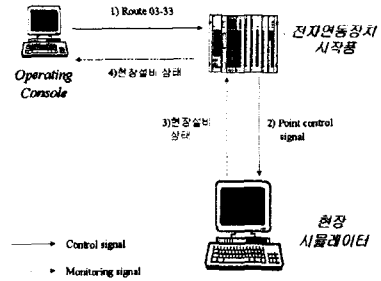 1) Route 03-33
전자연동장치
시작품
4)현장설비 상태
Operating
Console
3)현장설비
상태
2) Point control
signal
현장
시뮬레이터
Control signal
Monitoring signal